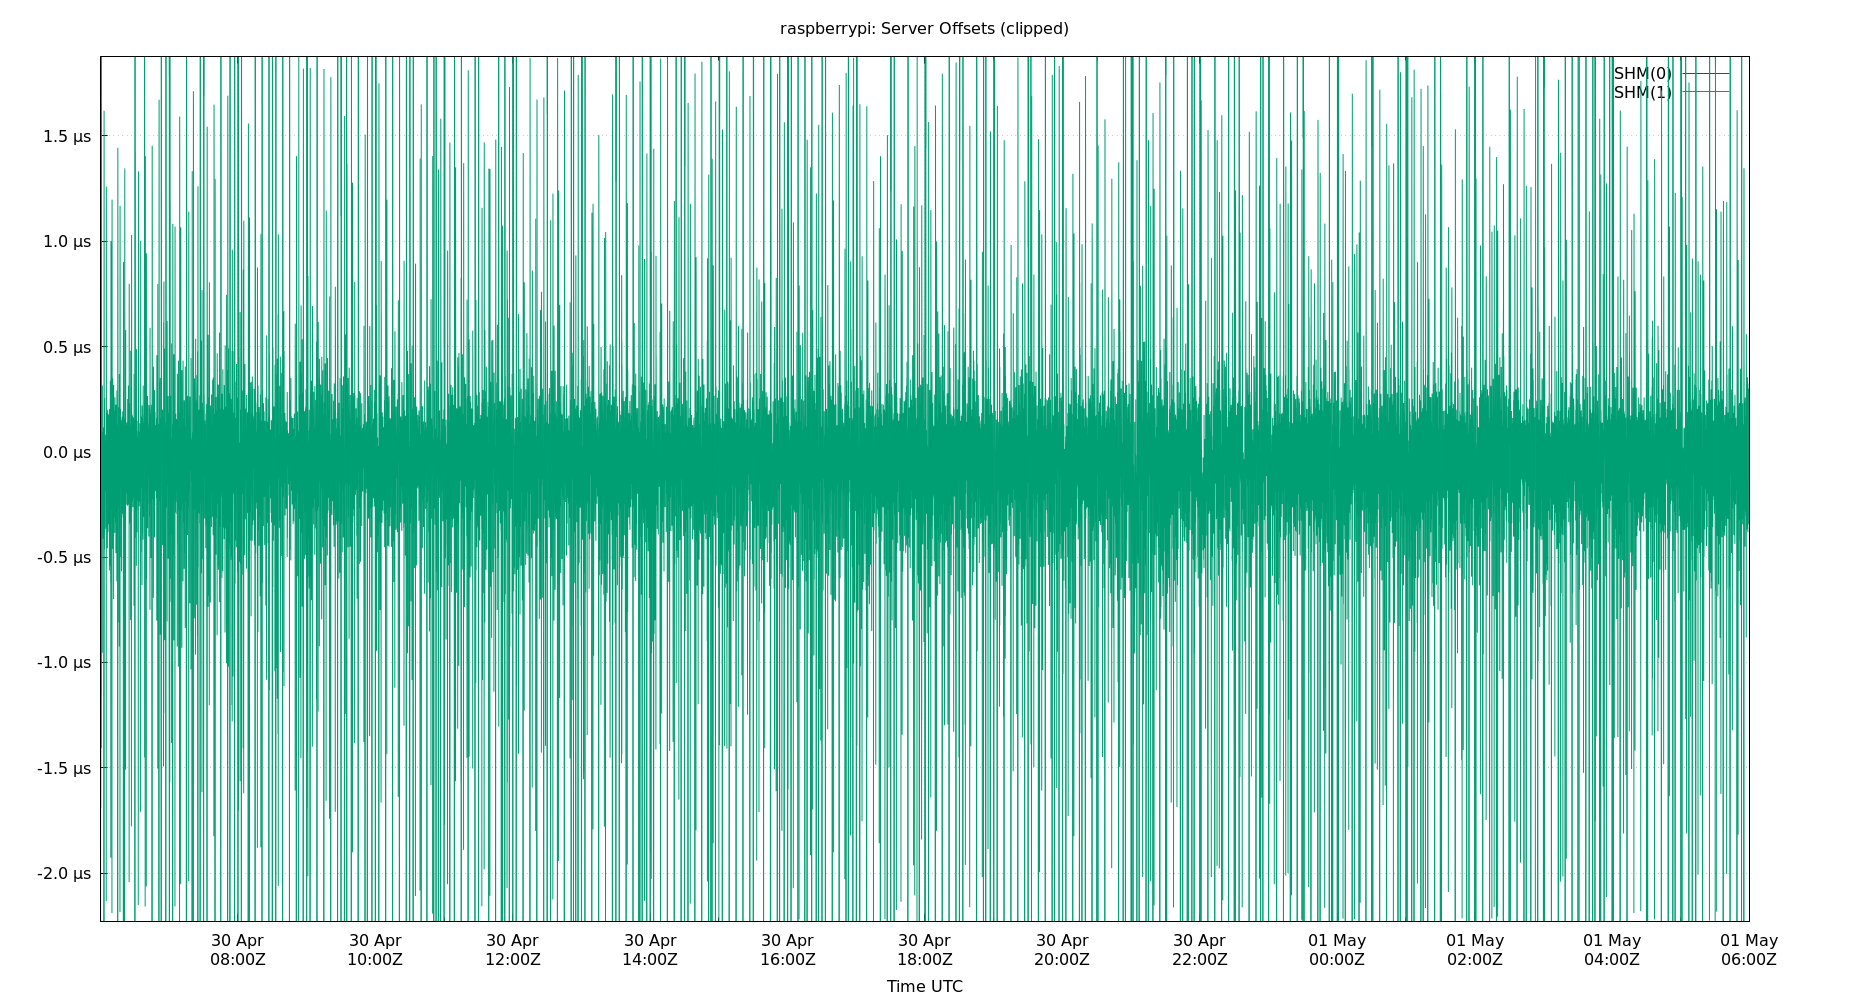 raspberrypi: Server Offsets (clipped)
SHM(0)
SHM(1)
1.5 µs
1.0 µs
0.5 µs
0.0 µs
-0.5 µs
-1.0 µs
-1.5 µs
-2.0 µs
30 Apr 30 Apr 30 Apr 30 Apr 30 Apr 30 Apr 30 Apr 30 Apr 01 May 01 May 01 May 01 May
08:00Z 10:00Z 12:00Z 14:00Z 16:00Z 18:00Z 20:00Z 22:00Z 00:00Z 02:00Z 04:00Z 06:00Z
Time UTC